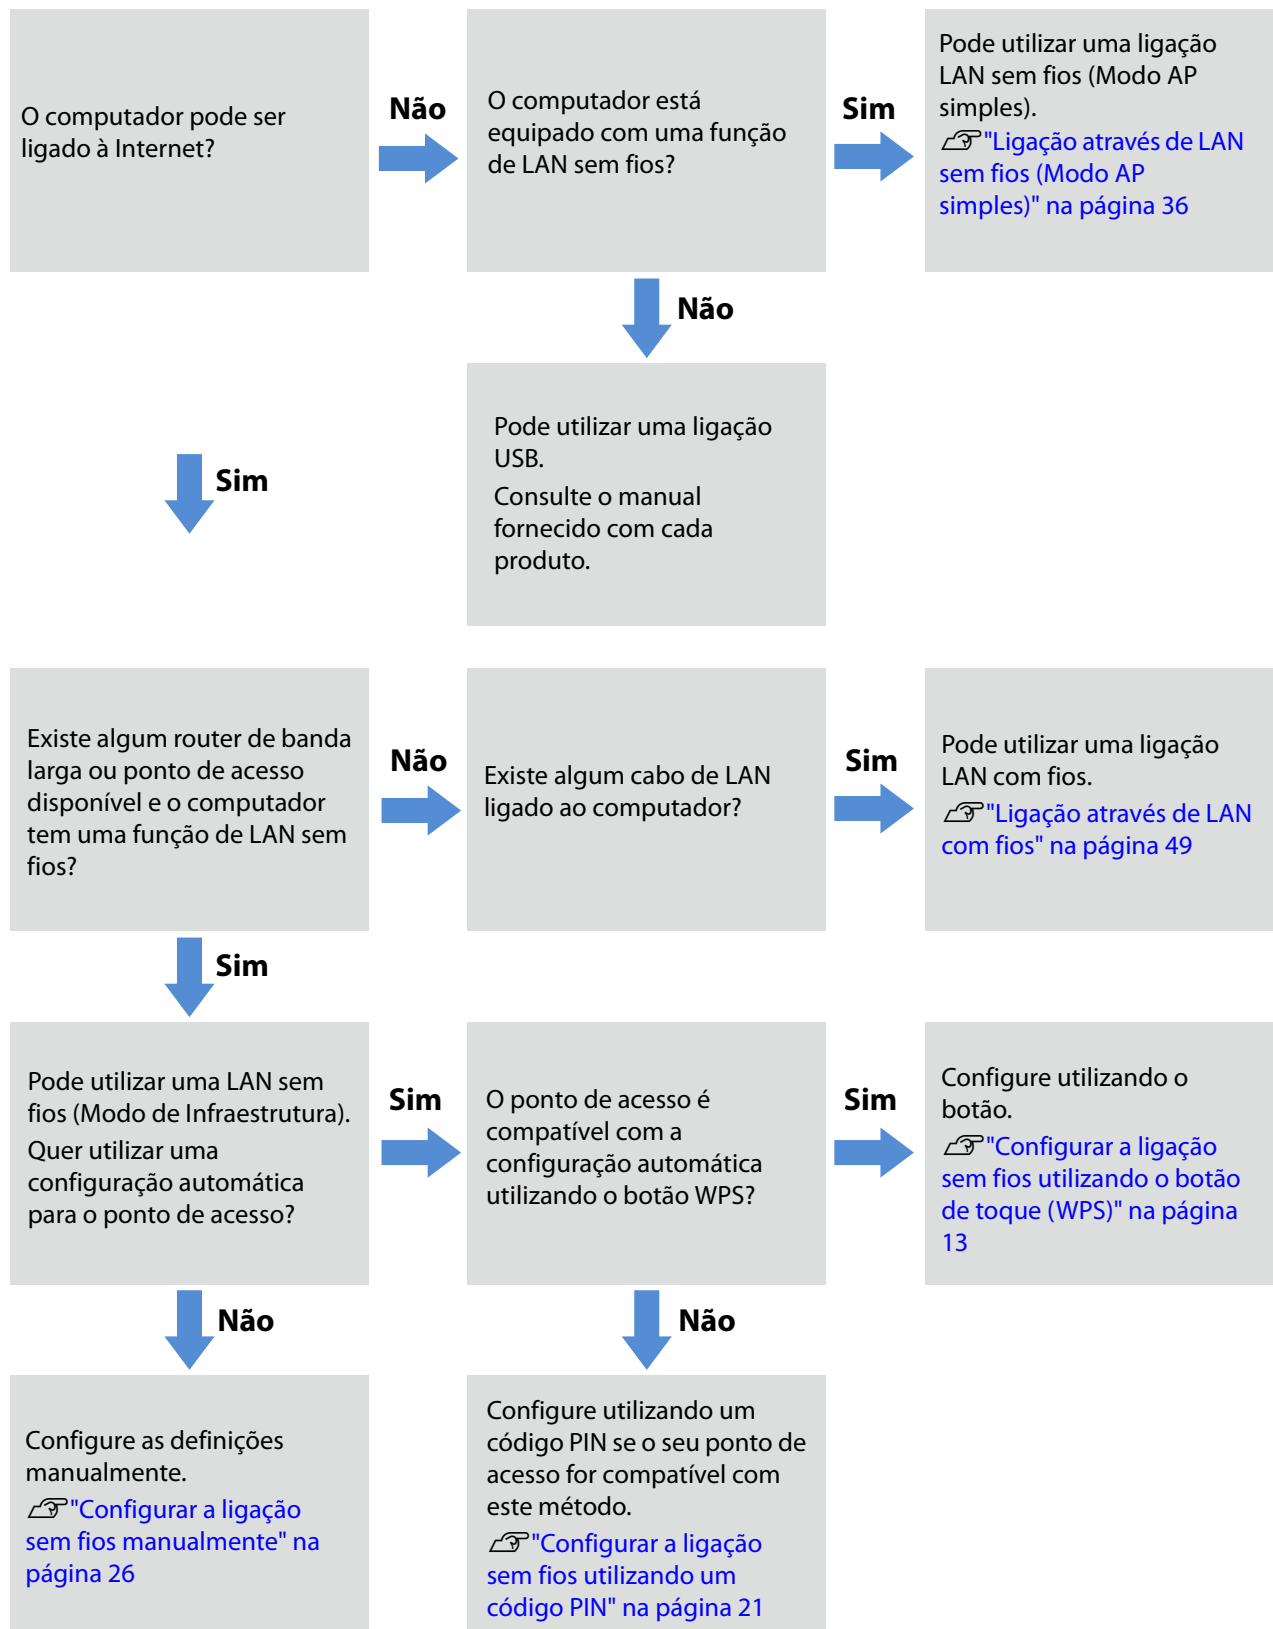 O computador pode ser
ligado à Internet?
Não
O computador está
equipado com uma função
de LAN sem fios?
Sim
Pode utilizar uma ligação
LAN sem fios (Modo AP
simples).
"Ligação através de LAN
sem fios (Modo AP
simples)" na página 36
Não
Pode utilizar uma ligação
USB.
Consulte o manual
fornecido com cada
produto.
Sim
Existe algum router de banda
larga ou ponto de acesso
disponível e o computador
tem uma função de LAN sem
fios?
Não
Existe algum cabo de LAN
ligado ao computador?
Sim
Pode utilizar uma ligação
LAN com fios.
"Ligação através de LAN
com fios" na página 49
Sim
Pode utilizar uma LAN sem
fios (Modo de Infraestrutura).
Quer utilizar uma
configuração automática
para o ponto de acesso?
Sim
O ponto de acesso é
compatível com a
configuração automática
utilizando o botão WPS?
Sim
Configure utilizando o
botão.
"Configurar a ligação
sem fios utilizando o botão
de toque (WPS)" na página
13
Não
Configure as definições
manualmente.
"Configurar a ligação
sem fios manualmente" na
página 26
Não
Configure utilizando um
código PIN se o seu ponto de
acesso for compatível com
este método.
"Configurar a ligação
sem fios utilizando um
código PIN" na página 21